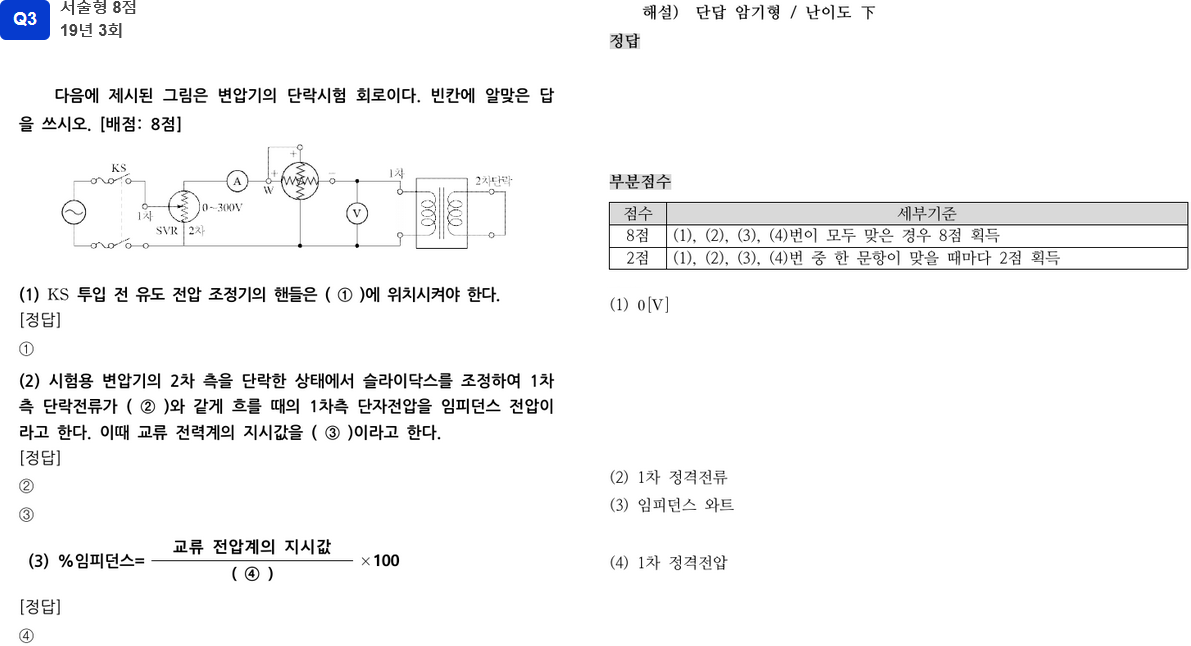 Q3
서술형 8점
19년 3회
다음에 제시된 그림은 변압기의 단락시험 회로이다. 빈칸에 알맞은 답
을 쓰시오. [배점: 8점]
KS
1차
SVR
2차
0~300V
A
W
+
+
−
V
1차
2차단락
(1) KS 투입 전 유도 전압 조정기의 핸들은 ( ① )에 위치시켜야 한다.
[정답]
①
(2) 시험용 변압기의 2차 측을 단락한 상태에서 슬라이닥스를 조정하여 1차
측 단락전류가 ( ② )와 같게 흐를 때의 1차측 단자전압을 임피던스 전압이
라고 한다. 이때 교류 전력계의 지시값을 ( ③ )이라고 한다.
[정답]
②
③
(3) %임피던스= 교류 전압계의 지시값 / ( ④ ) ×100
[정답]
④
해설) 단답 암기형 / 난이도 下
정답
부분점수
점수 세부기준
8점 (1), (2), (3), (4)번이 모두 맞은 경우 8점 획득
2점 (1), (2), (3), (4)번 중 한 문항이 맞을 때마다 2점 획득
(1) 0[V]
(2) 1차 정격전류
(3) 임피던스 와트
(4) 1차 정격전압